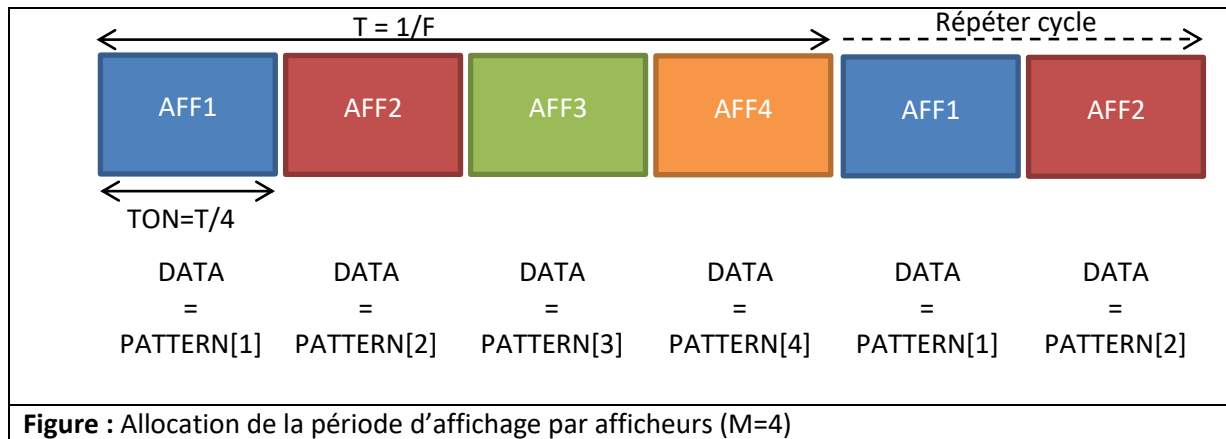 T = 1/F
Répéter cycle
AFF1 AFF2 AFF3 AFF4 AFF1 AFF2
TON=T/4
DATA DATA DATA DATA DATA DATA
= = = = = =
PATTERN[1] PATTERN[2] PATTERN[3] PATTERN[4] PATTERN[1] PATTERN[2]
Figure : Allocation de la période d’affichage par afficheurs (M=4)